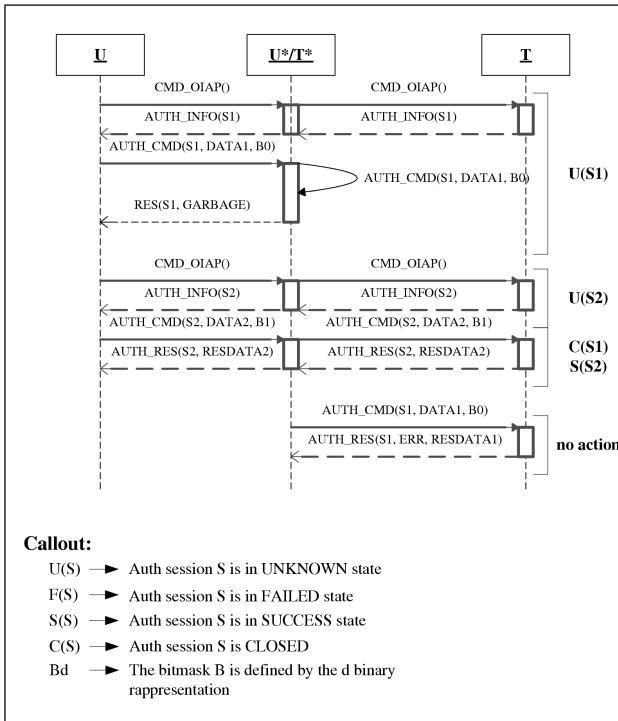 U U*/T* T
CMD_OIAP() CMD_OIAP()
AUTH_INFO(S1) AUTH_INFO(S1)
AUTH_CMD(S1, DATA1, B0)
AUTH_CMD(S1, DATA1, B0)
U(S1)
RES(S1, GARBAGE)
CMD_OIAP() CMD_OIAP()
AUTH_INFO(S2) AUTH_INFO(S2)
U(S2)
AUTH_CMD(S2, DATA2, B1) AUTH_CMD(S2, DATA2, B1)
AUTH_RES(S2, RESDATA2) AUTH_RES(S2, RESDATA2)
C(S1)
S(S2)
AUTH_CMD(S1, DATA1, B0)
AUTH_RES(S1, ERR, RESDATA1)
no action
Callout:
U(S) Auth session S is in UNKNOWN state
F(S) Auth session S is in FAILED state
S(S) Auth session S is in SUCCESS state
C(S) Auth session S is CLOSED
Bd The bitmask B is defined by the d binary
rappresentation